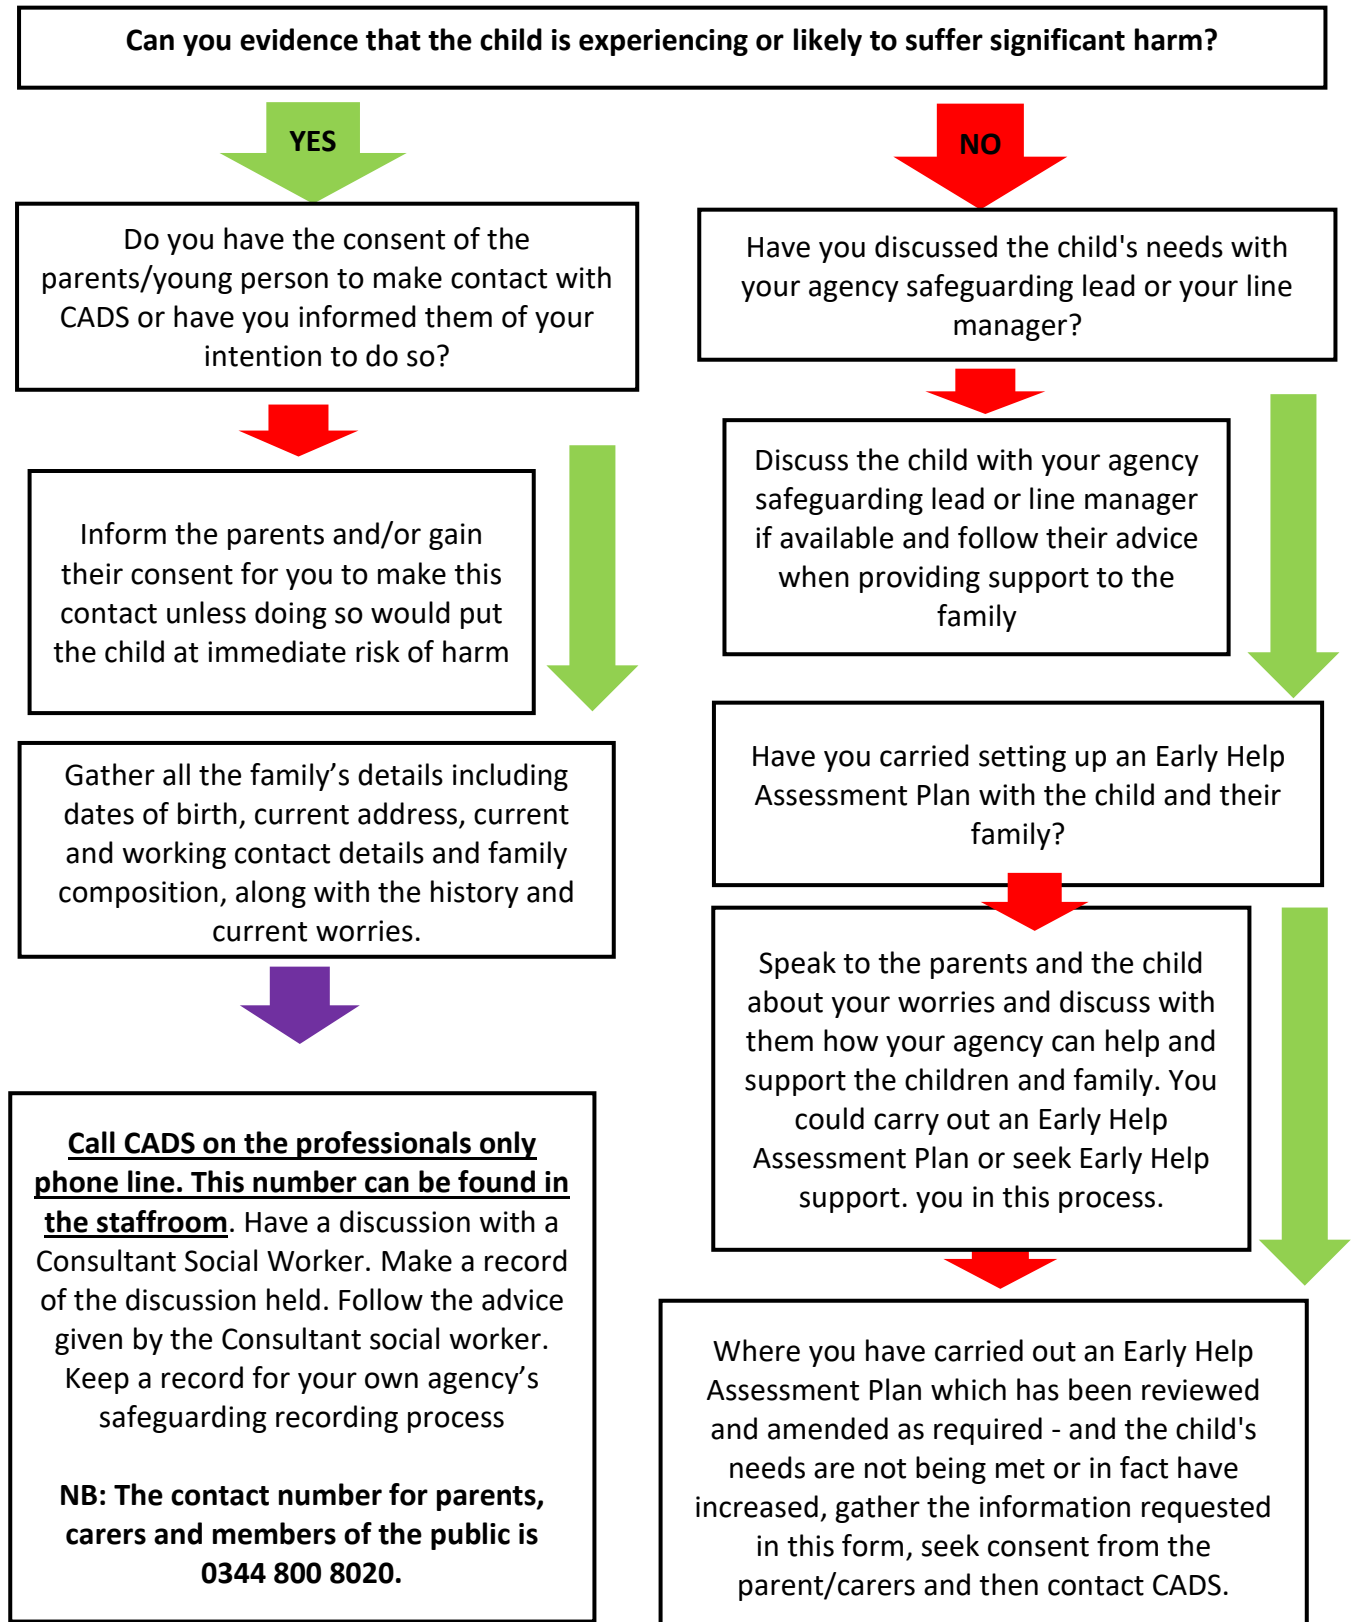 Can you evidence that the child is experiencing or likely to suffer significant harm?
YES
NO
Do you have the consent of the
parents/young person to make contact with
CADS or have you informed them of your
intention to do so?
Inform the parents and/or gain
their consent for you to make this
contact unless doing so would put
the child at immediate risk of harm
Gather all the family’s details including
dates of birth, current address, current
and working contact details and family
composition, along with the history and
current worries.
Call CADS on the professionals only
phone line. This number can be found in
the staffroom. Have a discussion with a
Consultant Social Worker. Make a record
of the discussion held. Follow the advice
given by the Consultant social worker.
Keep a record for your own agency’s
safeguarding recording process
NB: The contact number for parents,
carers and members of the public is
0344 800 8020.
Have you discussed the child's needs with
your agency safeguarding lead or your line
manager?
Discuss the child with your agency
safeguarding lead or line manager
if available and follow their advice
when providing support to the
family
Have you carried setting up an Early Help
Assessment Plan with the child and their
family?
Speak to the parents and the child
about your worries and discuss with
them how your agency can help and
support the children and family. You
could carry out an Early Help
Assessment Plan or seek Early Help
support. you in this process.
Where you have carried out an Early Help
Assessment Plan which has been reviewed
and amended as required - and the child's
needs are not being met or in fact have
increased, gather the information requested
in this form, seek consent from the
parent/carers and then contact CADS.